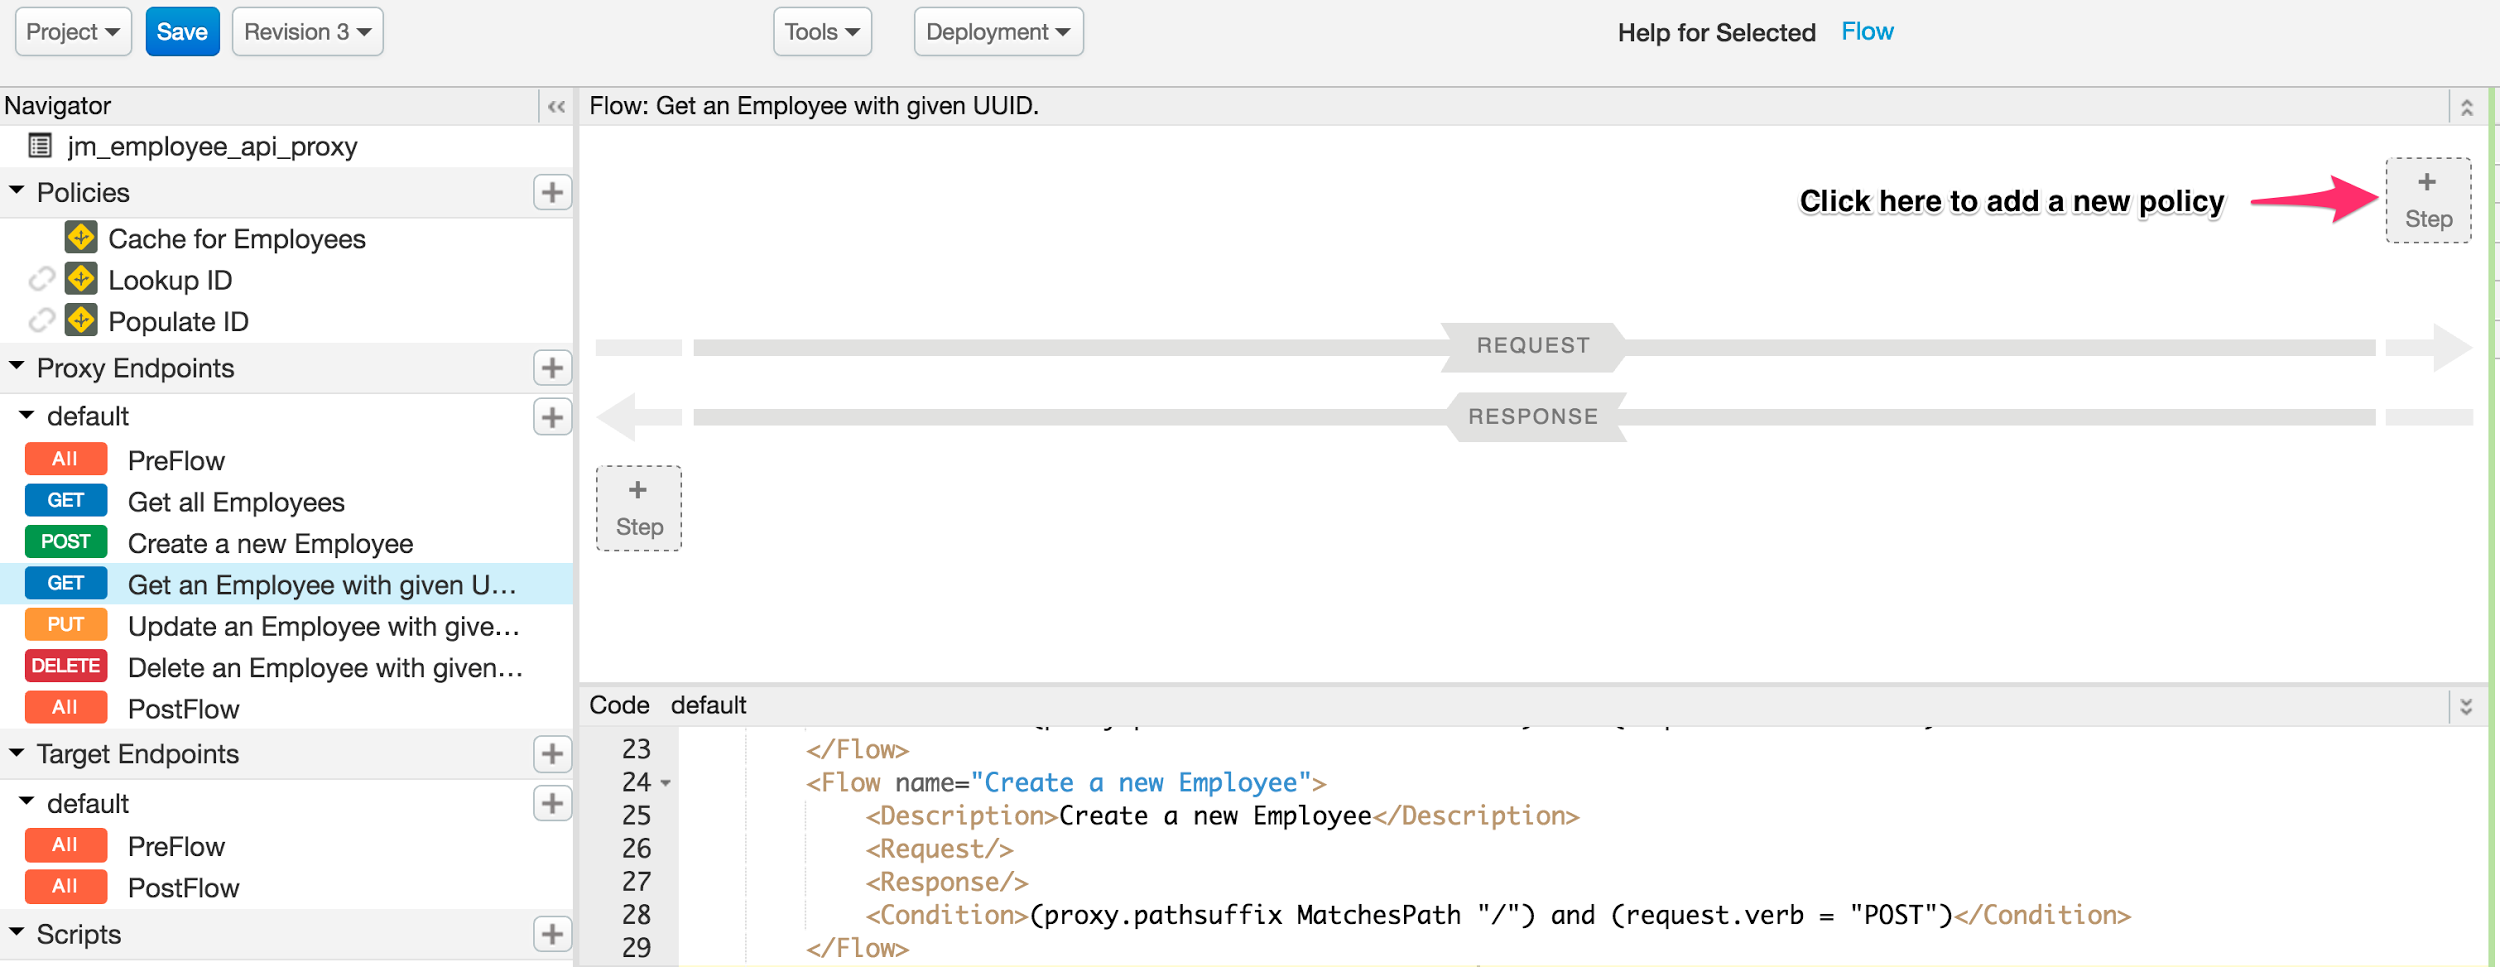 Project Save Revision 3 Tools Deployment Help for Selected Flow
Navigator
jm_employee_api_proxy
Policies
Cache for Employees
Lookup ID
Populate ID
Proxy Endpoints
default
All PreFlow
GET Get all Employees
POST Create a new Employee
GET Get an Employee with given U...
PUT Update an Employee with give...
DELETE Delete an Employee with given...
All PostFlow
Target Endpoints
default
All PreFlow
All PostFlow
Scripts
Flow: Get an Employee with given UUID.
Click here to add a new policy
+
Step
REQUEST
RESPONSE
+
Step
Code default
23 </Flow>
24 <Flow name="Create a new Employee">
25 <Description>Create a new Employee</Description>
26 <Request/>
27 <Response/>
28 <Condition>(proxy.pathsuffix MatchesPath "/") and (request.verb = "POST")</Condition>
29 </Flow>